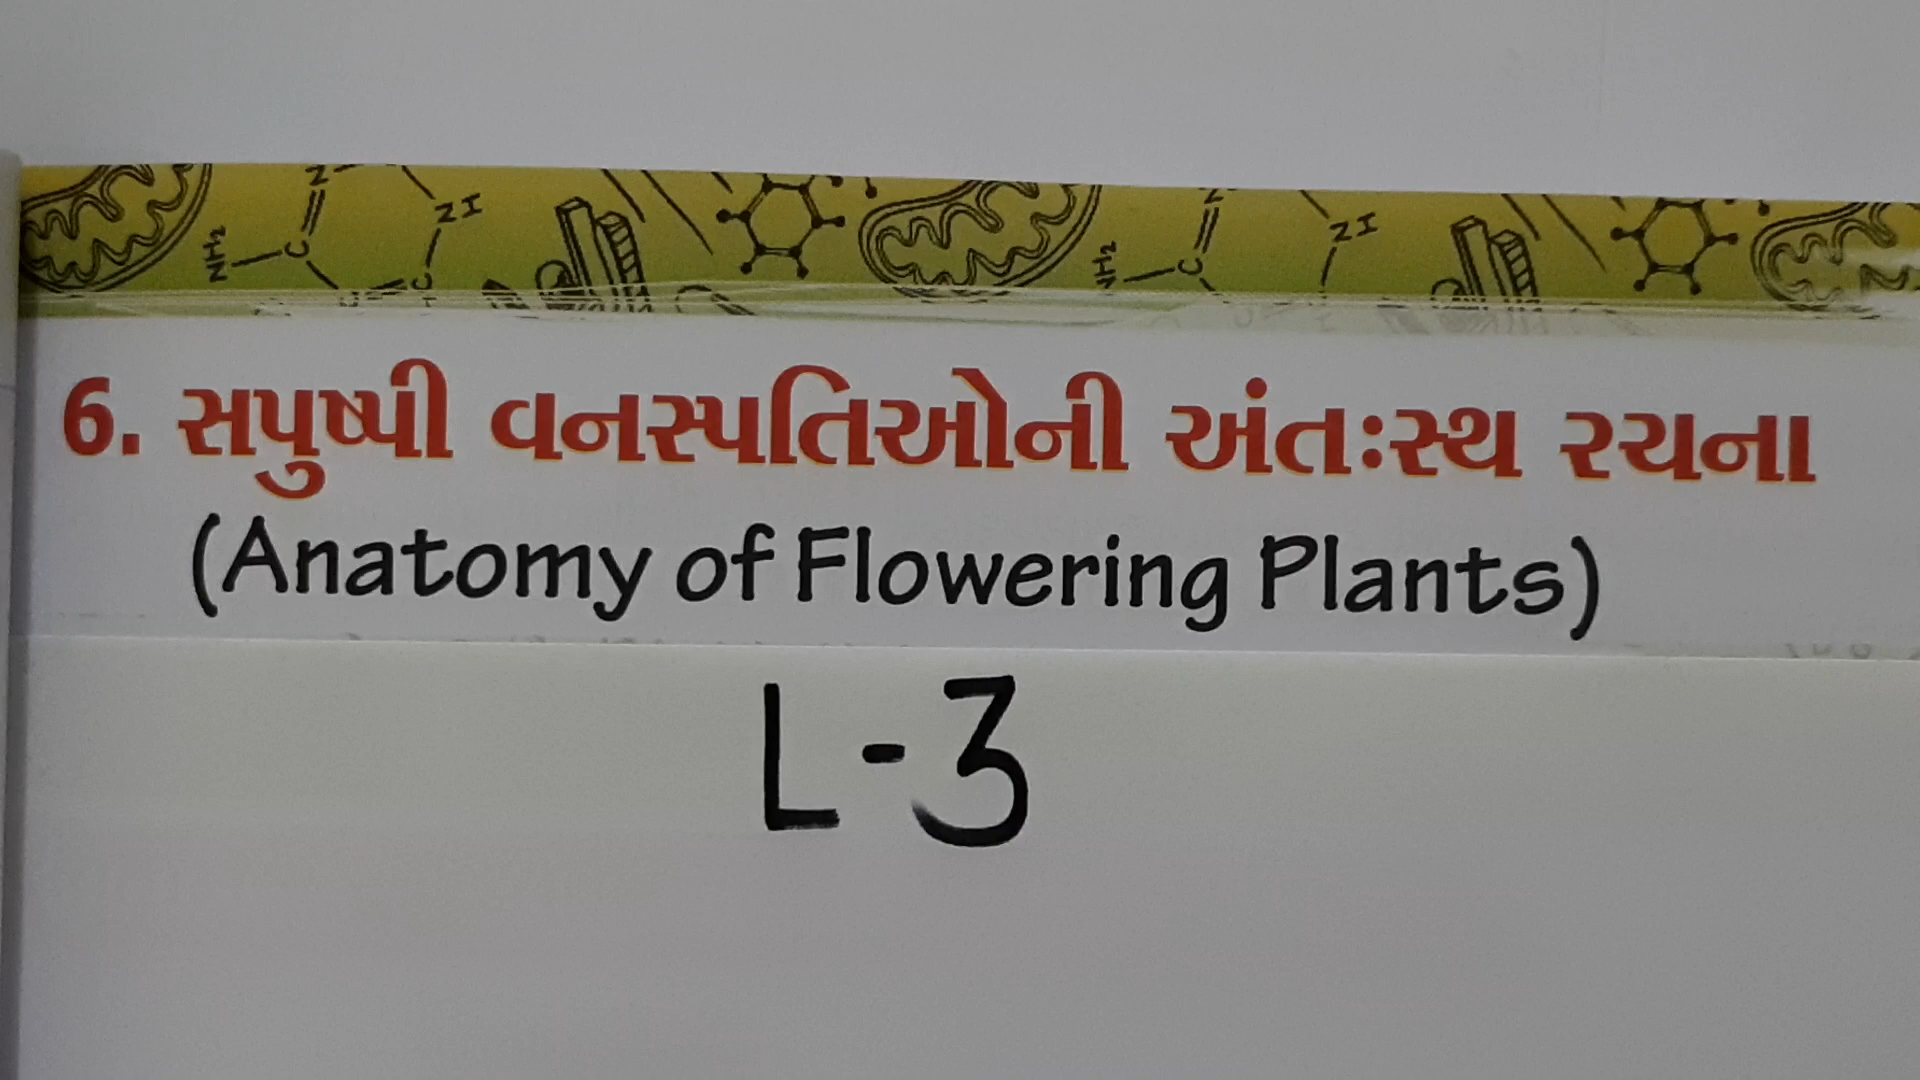 6. સપુષ્પી વનસ્પતિઓની અંતઃસ્થ રચના
(Anatomy of Flowering Plants)
L-3